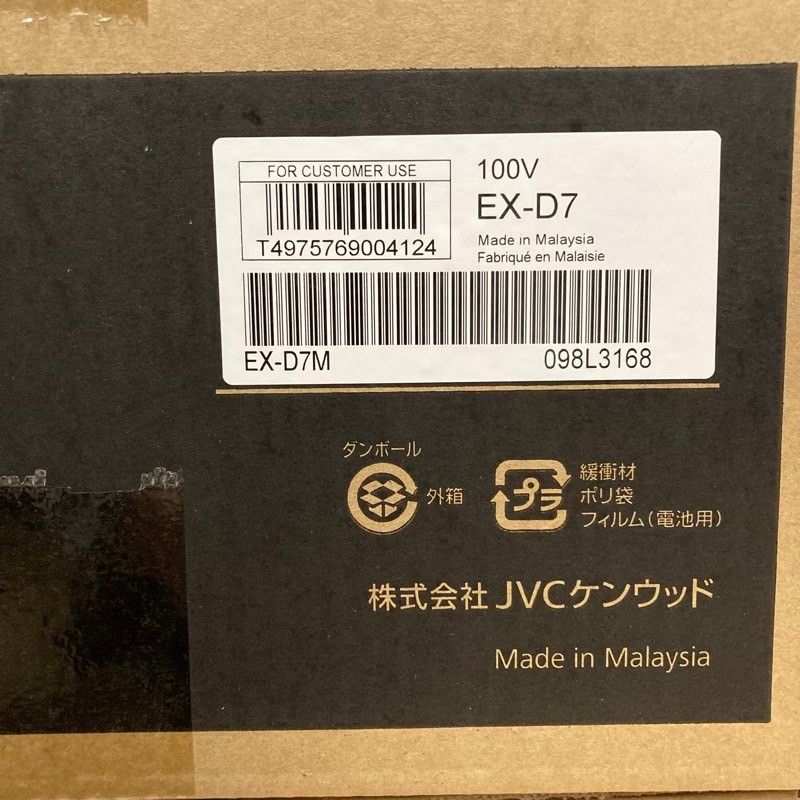 FOR CUSTOMER USE
T4975769004124
100V
EX-D7
Made in Malaysia
Fabriqué en Malaisie
EX-D7M
098L3168
ダンボール
外箱
プラ
緩衝材
ポリ袋
フィルム(電池用)
株式会社 JVCケンウッド
Made in Malaysia